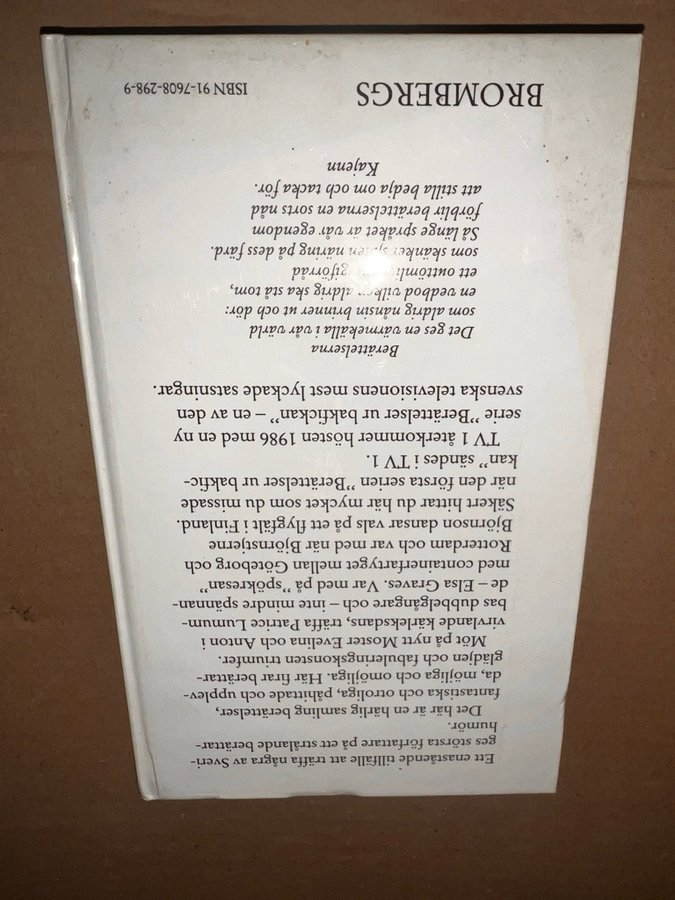 Ett enastående tillfälle att träffa några av Sveri-
ges största författare på ett strålande berättar-
humör.
Det här är en härlig samling berättelser,
fantastiska och otroliga, påhittade och upplev-
da, möjliga och omöjliga. Här firar berättar-
glädjen och fabuleringskonsten triumfer.
Möt på nytt Moster Evelina och Anton i
virvlande kärleksdans, träffa Patrice Lumum-
bas dubbelgångare och – inte mindre spännan-
de – Elsa Graves. Var med på ”spökresan”
med containerfartyget mellan Göteborg och
Rotterdam och var med när Björnstjerne
Björnson dansar vals på ett flygfält i Finland.
Säkert hittar du här mycket som du missade
när den första serien ”Berättelser ur bakfic-
kan” sändes i TV 1.
TV 1 återkommer hösten 1986 med en ny
serie ”Berättelser ur bakfickan” – en av den
svenska televisionens mest lyckade satsningar.
Berättelserna
Det ges en värmekälla i vår värld
som aldrig nånsin brinner ut och dör:
en vedbod vilken aldrig ska stå tom,
ett outtömli förråd
som skänker näring på dess färd.
Så länge språket är vår egendom
förblir berättelserna en sorts nåd
att stilla bedja om och tacka för.
Kajenn
BROMBERGS
ISBN 91-7608-298-9